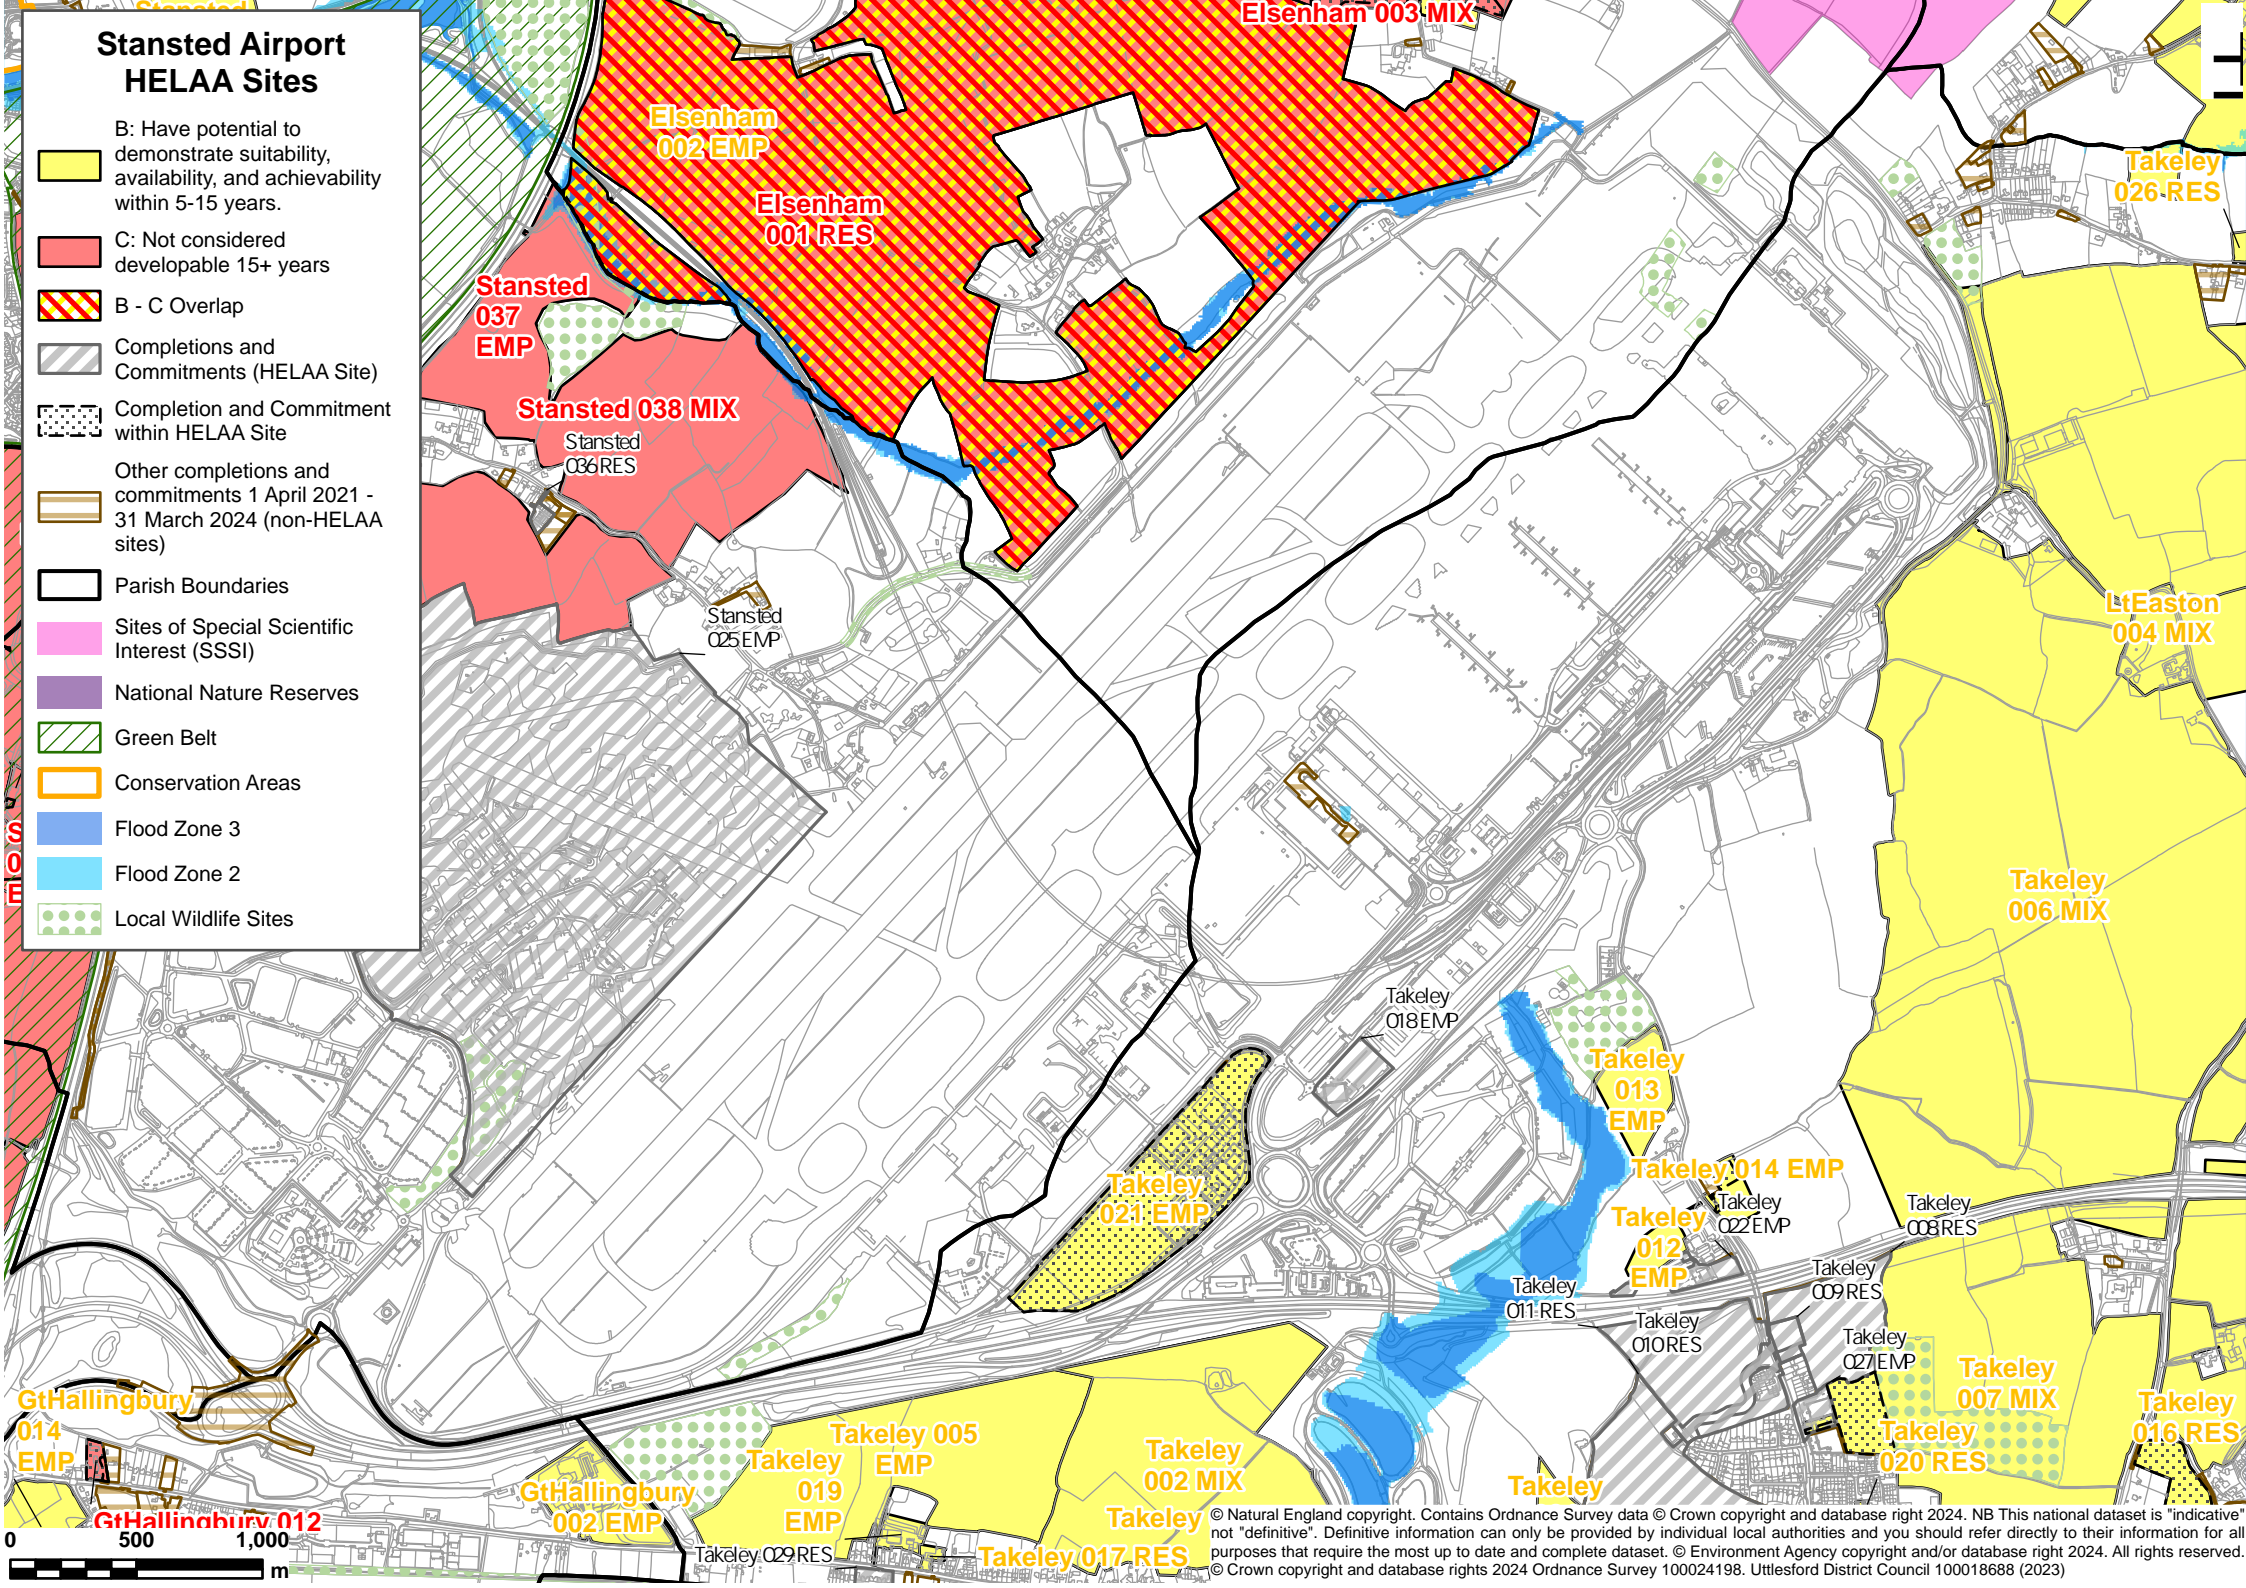 Stansted
Elsenham 003 MIX
Stansted Airport
HELAA Sites
B: Have potential to
demonstrate suitability,
availability, and achievability
within 5-15 years.
C: Not considered
developable 15+ years
B - C Overlap
Completions and
Commitments (HELAA Site)
Completion and Commitment
within HELAA Site
Other completions and
commitments 1 April 2021 -
31 March 2024 (non-HELAA
sites)
Parish Boundaries
Sites of Special Scientific
Interest (SSSI)
National Nature Reserves
Green Belt
Conservation Areas
Flood Zone 3
Flood Zone 2
Local Wildlife Sites
Elsenham
002 EMP
Elsenham
001 RES
Takeley
026 RES
Stansted
037
EMP
Stansted 038 MIX
Stansted
036 RES
Stansted
025 EMP
LtEaston
004 MIX
S
0
E
Takeley
006 MIX
Takeley
018 EMP
Takeley
013
EMP
Takeley 014 EMP
Takeley
021 EMP
Takeley
022 EMP
Takeley
012
EMP
Takeley
008 RES
Takeley
009 RES
Takeley
011 RES
Takeley
010 RES
Takeley
027 EMP
Takeley
007 MIX
Takeley
016 RES
Takeley
020 RES
GtHallingbury
014
EMP
GtHallingbury 012
GtHallingbury
002 EMP
Takeley 005
EMP
Takeley
019
EMP
Takeley
002 MIX
Takeley
Takeley
Takeley 029 RES
Takeley 017 RES
0 500 1,000
m
© Natural England copyright. Contains Ordnance Survey data © Crown copyright and database right 2024. NB This national dataset is "indicative"
not "definitive". Definitive information can only be provided by individual local authorities and you should refer directly to their information for all
purposes that require the most up to date and complete dataset. © Environment Agency copyright and/or database right 2024. All rights reserved.
© Crown copyright and database rights 2024 Ordnance Survey 100024198. Uttlesford District Council 100018688 (2023)